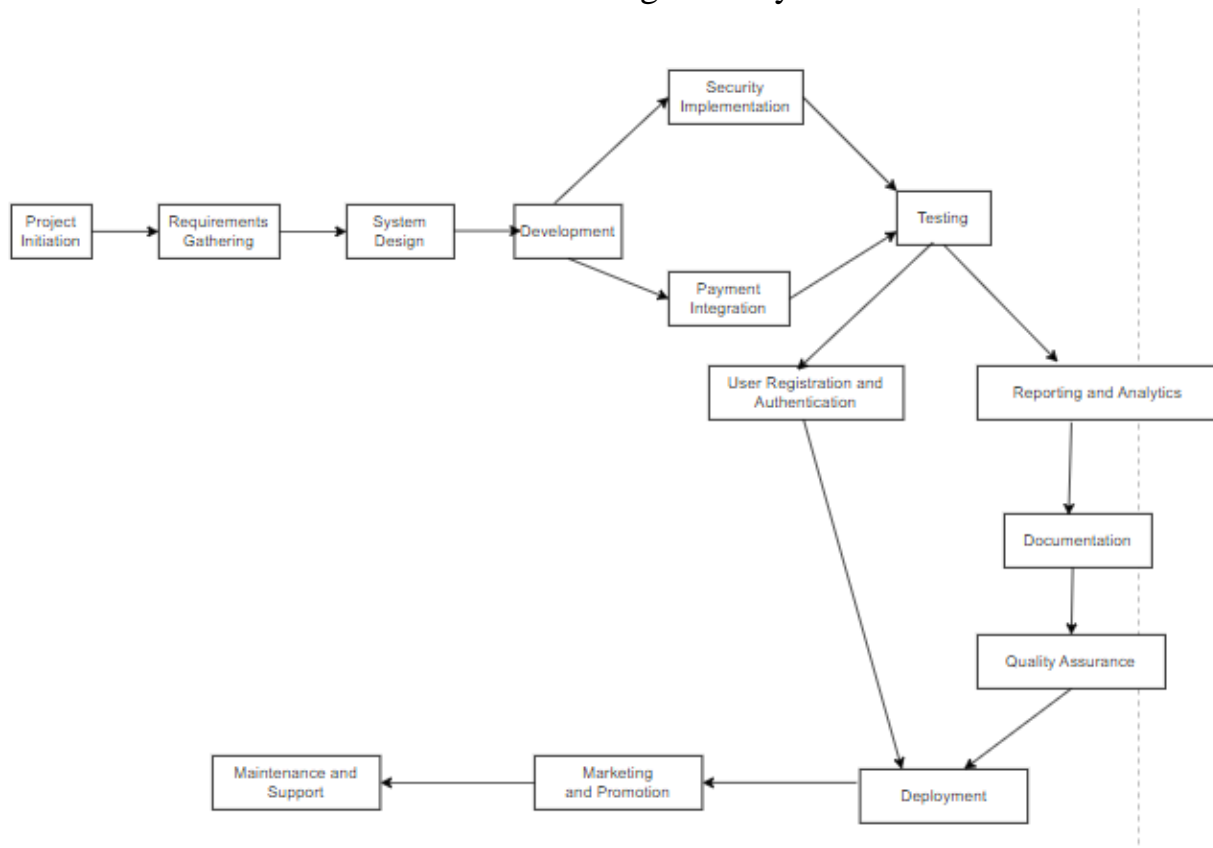 Security
Implementation
Project
Initiation
Requirements
Gathering
System
Design
Development
Testing
Payment
Integration
User Registration and
Authentication
Reporting and Analytics
Documentation
Quality Assurance
Maintenance and
Support
Marketing
and Promotion
Deployment